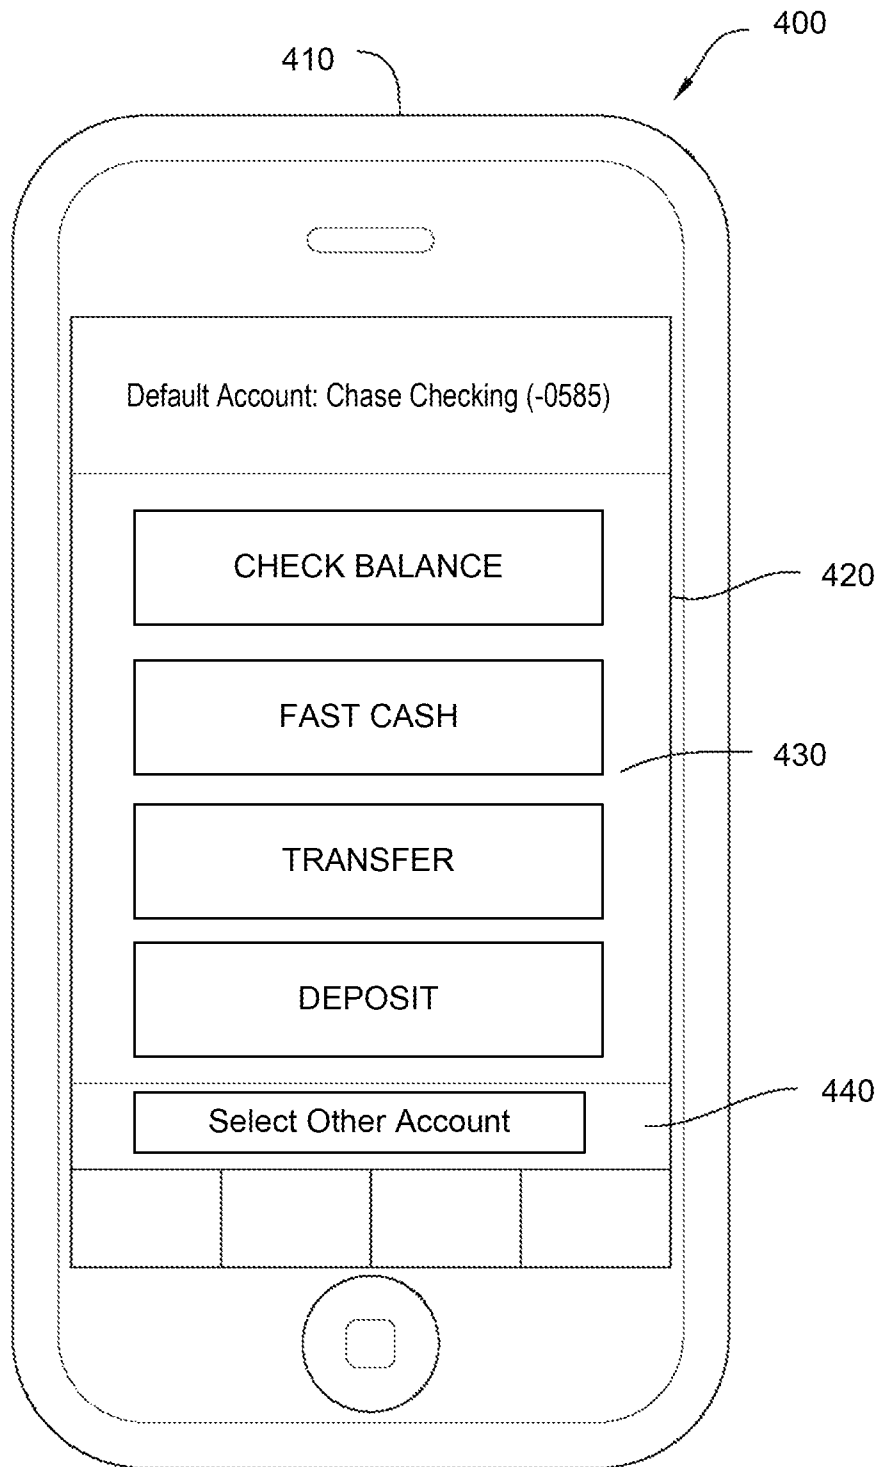 400
410
Default Account: Chase Checking (-0585)
CHECK BALANCE
420
FAST CASH
430
TRANSFER
DEPOSIT
440
Select Other Account